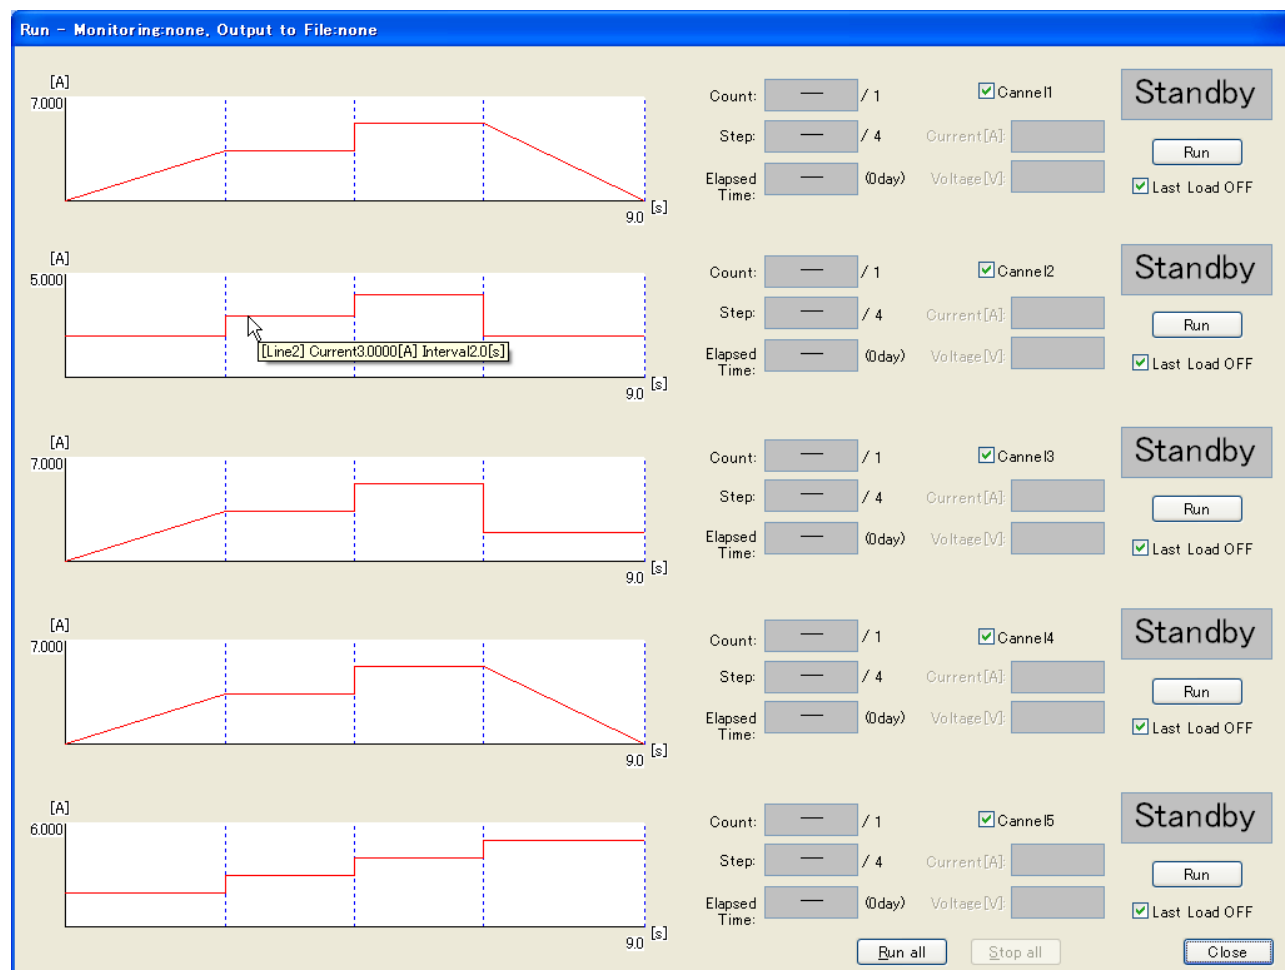 Run - Monitoring:none, Output to File:none
[A]
7.000
9.0 [s]
Count: — / 1
Cannel1
Standby
Step: — / 4
Current[A]:
Run
Elapsed Time: — (0day)
Voltage[V]:
Last Load OFF
[A]
5.000
[Line2] Current3.0000[A] Interval2.0[s]
9.0 [s]
Count: — / 1
Cannel2
Standby
Step: — / 4
Current[A]:
Run
Elapsed Time: — (0day)
Voltage[V]:
Last Load OFF
[A]
7.000
9.0 [s]
Count: — / 1
Cannel3
Standby
Step: — / 4
Current[A]:
Run
Elapsed Time: — (0day)
Voltage[V]:
Last Load OFF
[A]
7.000
9.0 [s]
Count: — / 1
Cannel4
Standby
Step: — / 4
Current[A]:
Run
Elapsed Time: — (0day)
Voltage[V]:
Last Load OFF
[A]
6.000
9.0 [s]
Count: — / 1
Cannel5
Standby
Step: — / 4
Current[A]:
Run
Elapsed Time: — (0day)
Voltage[V]:
Last Load OFF
Run all
Stop all
Close